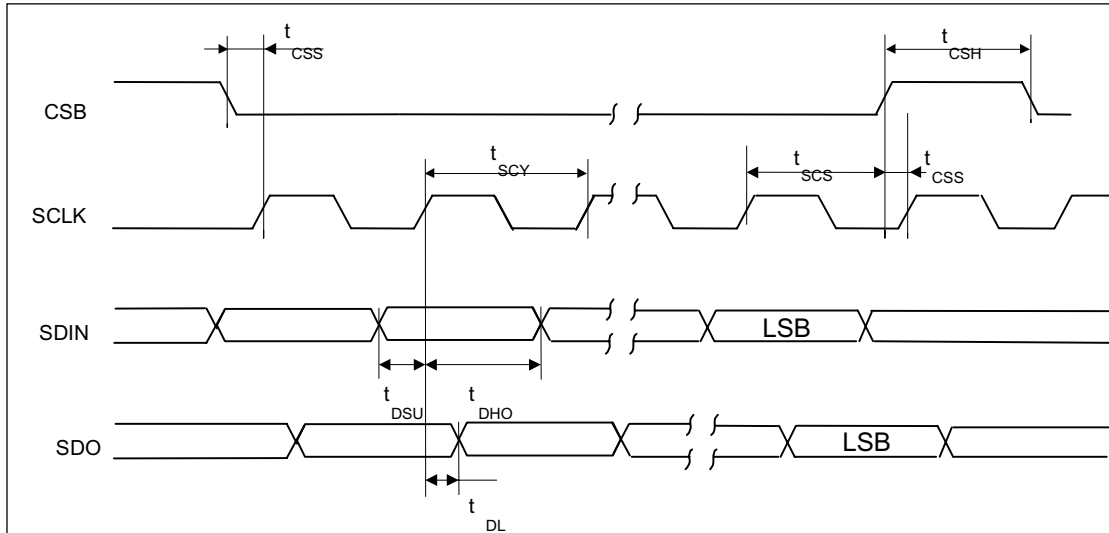 t CSS
t CSH
CSB
t SCY
t SCS
t CSS
SCLK
SDIN
LSB
t DSU
t DHO
SDO
LSB
t DL